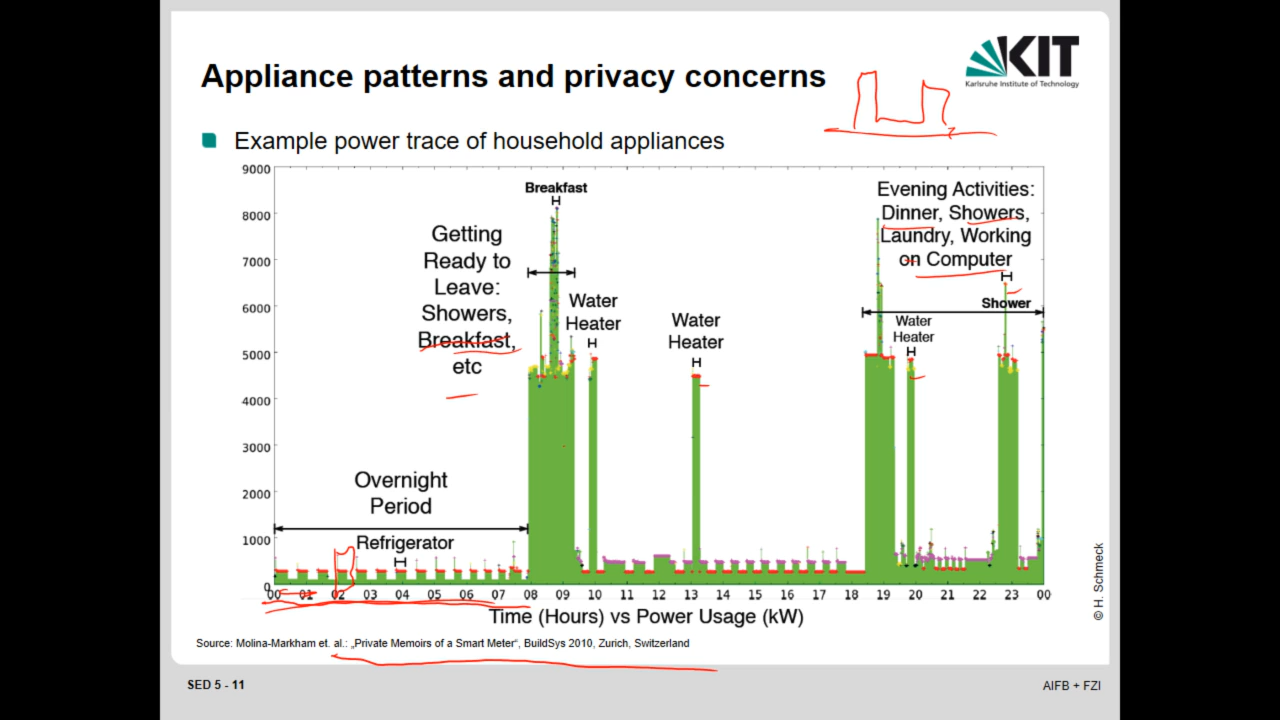 Appliance patterns and privacy concerns
KIT
Karlsruhe Institute of Technology
Example power trace of household appliances
9000
8000
7000
6000
5000
4000
3000
2000
1000
0
Breakfast
Getting
Ready to
Leave:
Showers,
Breakfast,
etc
Water
Heater
Water
Heater
Evening Activities:
Dinner, Showers,
Laundry, Working
on Computer
Shower
Water
Heater
Overnight
Period
Refrigerator
00 01 02 03 04 05 06 07 08 09 10 11 12 13 14 15 16 17 18 19 20 21 22 23 00
Time (Hours) vs Power Usage (kW)
© H. Schmeck
Source: Molina-Markham et. al.: „Private Memoirs of a Smart Meter“, BuildSys 2010, Zurich, Switzerland
SED 5 - 11
AIFB + FZI